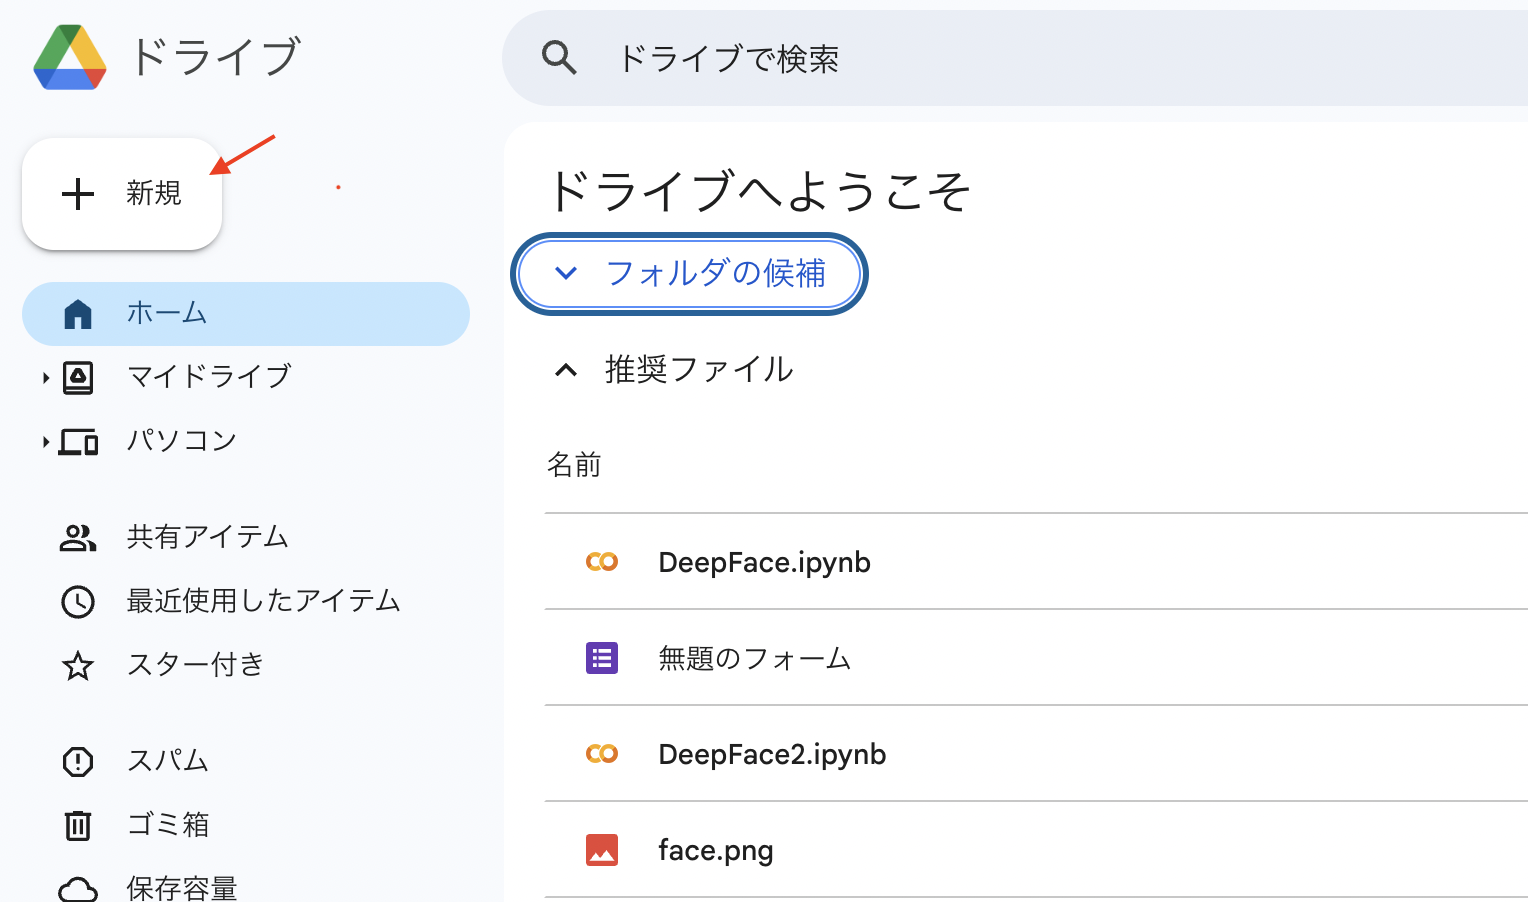 ドライブ
ドライブで検索
新規
ドライブへようこそ
フォルダの候補
ホーム
マイドライブ
パソコン
共有アイテム
最近使用したアイテム
スター付き
スパム
ゴミ箱
保存容量
推奨ファイル
名前
DeepFace.ipynb
無題のフォーム
DeepFace2.ipynb
face.png